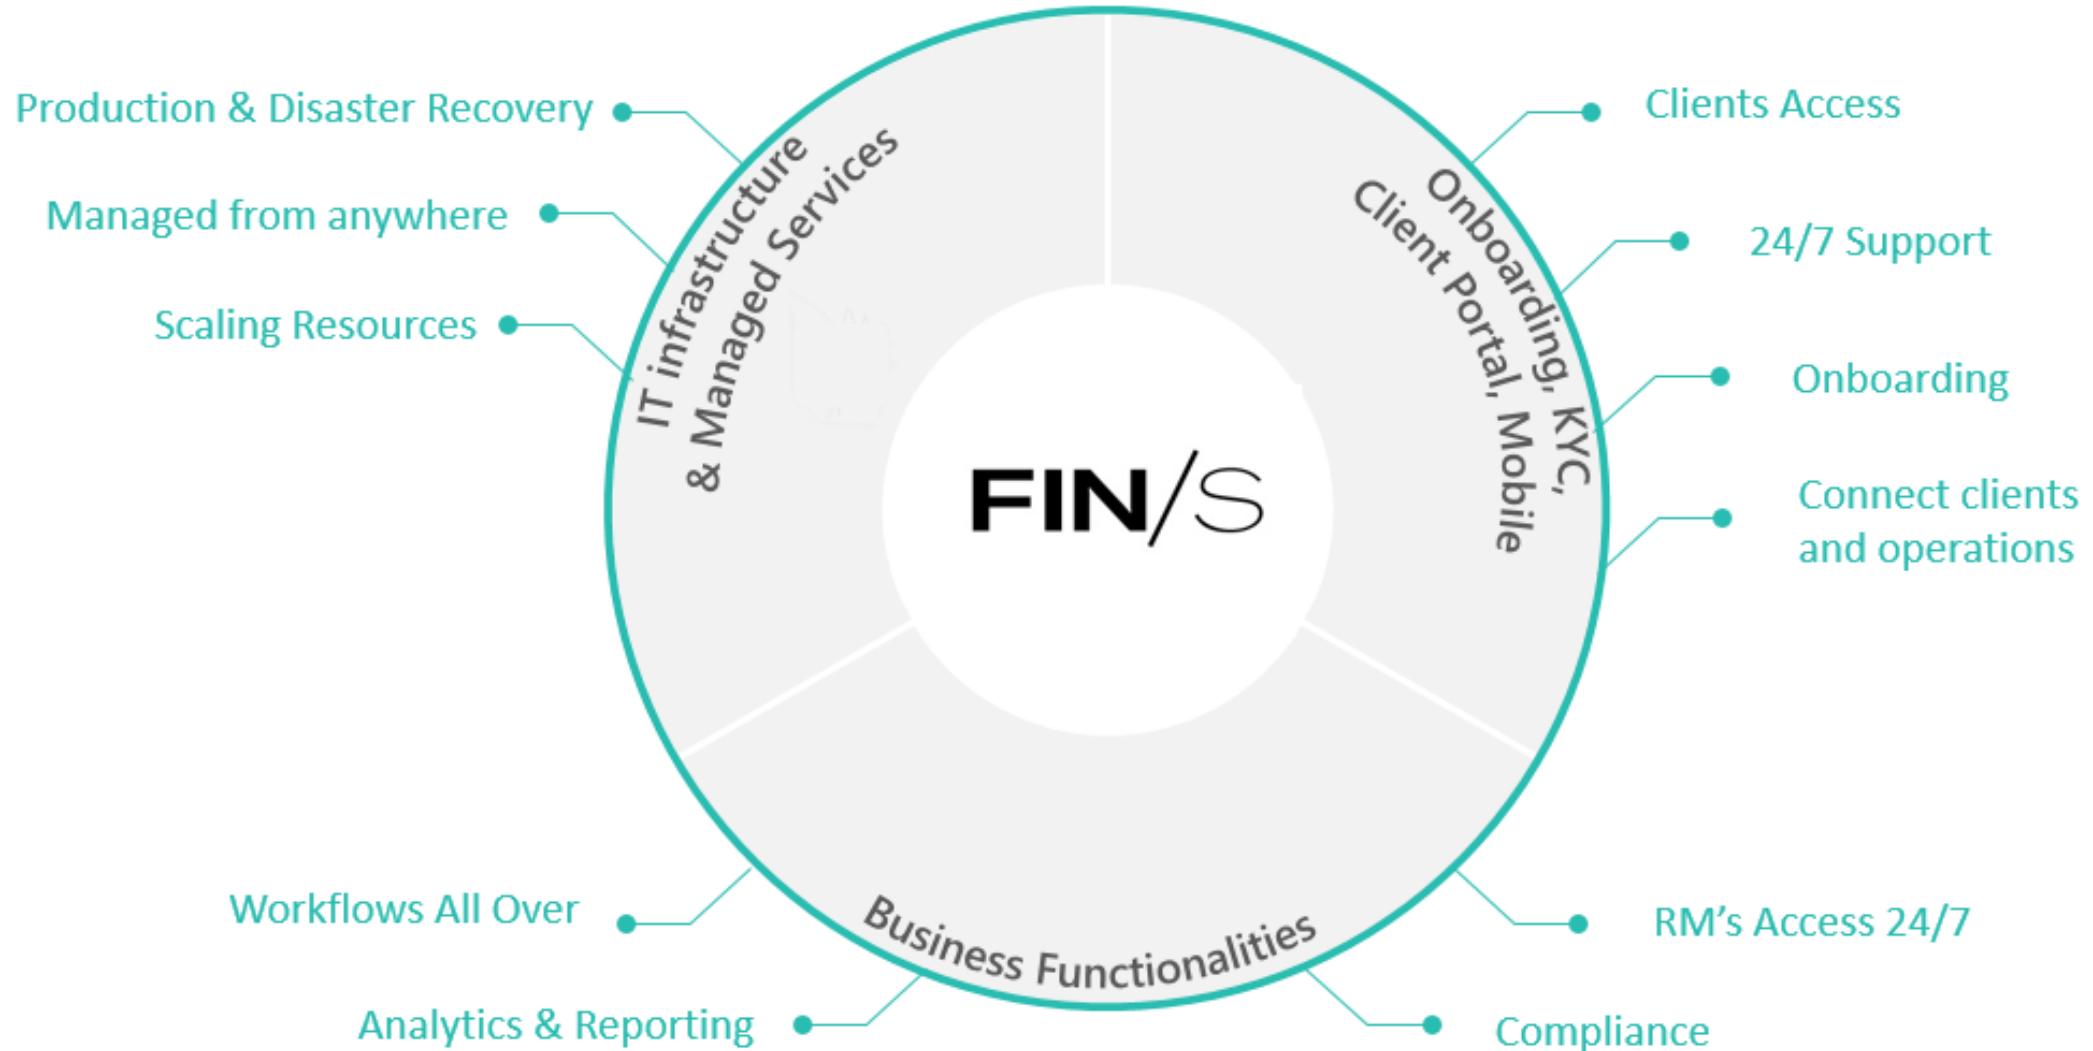 Production & Disaster Recovery
Managed from anywhere
Scaling Resources
IT infrastructure
& Managed Services
Clients Access
24/7 Support
Onboarding
Connect clients
and operations
Onboarding, KYC,
Client Portal, Mobile
FIN/S
Workflows All Over
Analytics & Reporting
Business Functionalities
RM’s Access 24/7
Compliance